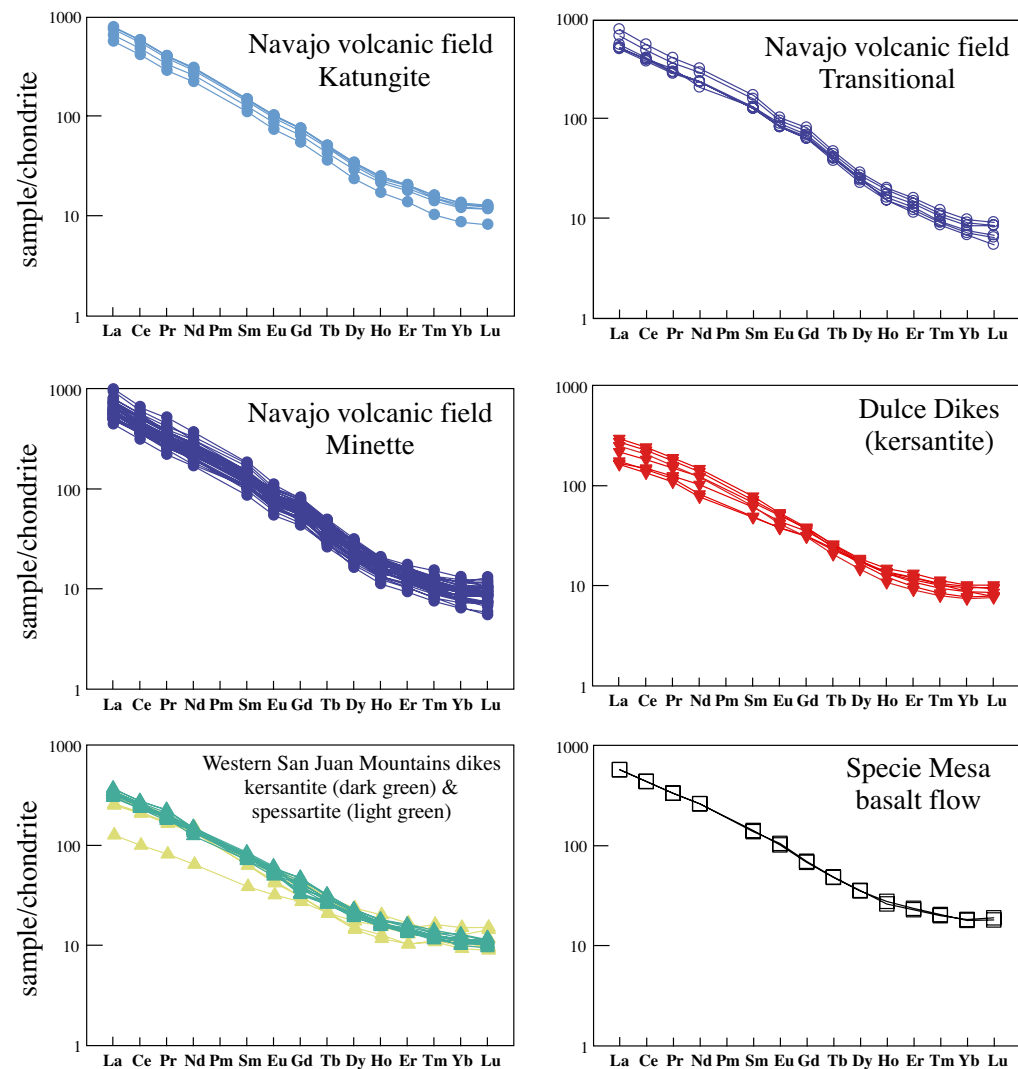 1000
100
10
1
sample/chondrite
Navajo volcanic field
Katungite
La Ce Pr Nd Pm Sm Eu Gd Tb Dy Ho Er Tm Yb Lu
1000
100
10
1
Navajo volcanic field
Transitional
La Ce Pr Nd Pm Sm Eu Gd Tb Dy Ho Er Tm Yb Lu
1000
100
10
1
sample/chondrite
Navajo volcanic field
Minette
La Ce Pr Nd Pm Sm Eu Gd Tb Dy Ho Er Tm Yb Lu
1000
100
10
1
Dulce Dikes
(kersantite)
La Ce Pr Nd Pm Sm Eu Gd Tb Dy Ho Er Tm Yb Lu
1000
100
10
1
sample/chondrite
Western San Juan Mountains dikes
kersantite (dark green) &
spessartite (light green)
La Ce Pr Nd Pm Sm Eu Gd Tb Dy Ho Er Tm Yb Lu
1000
100
10
1
Specie Mesa
basalt flow
La Ce Pr Nd Pm Sm Eu Gd Tb Dy Ho Er Tm Yb Lu